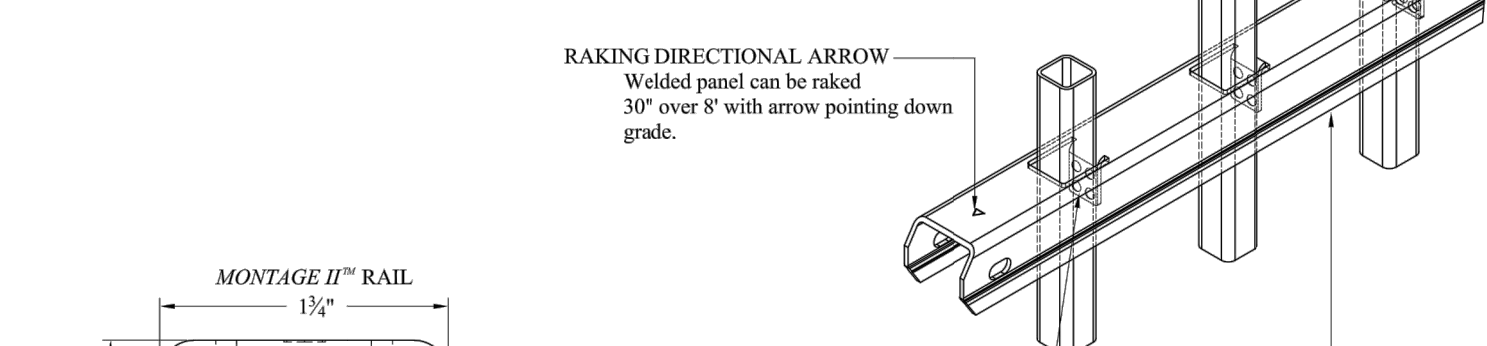 RAKING DIRECTIONAL ARROW
Welded panel can be raked
30" over 8' with arrow pointing down
grade.
MONTAGE II™ RAIL
1¾"